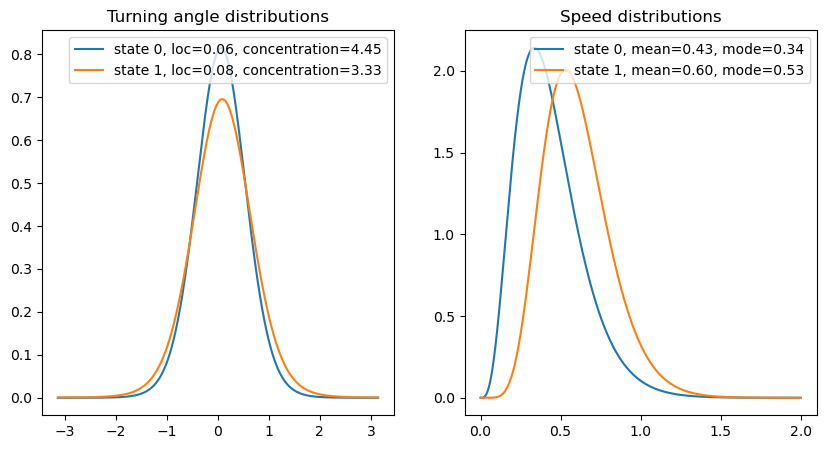 Turning angle distributions
state 0, loc=0.06, concentration=4.45
state 1, loc=0.08, concentration=3.33
0.8
0.7
0.6
0.5
0.4
0.3
0.2
0.1
0.0
−3 −2 −1 0 1 2 3
Speed distributions
state 0, mean=0.43, mode=0.34
state 1, mean=0.60, mode=0.53
2.0
1.5
1.0
0.5
0.0
0.0 0.5 1.0 1.5 2.0